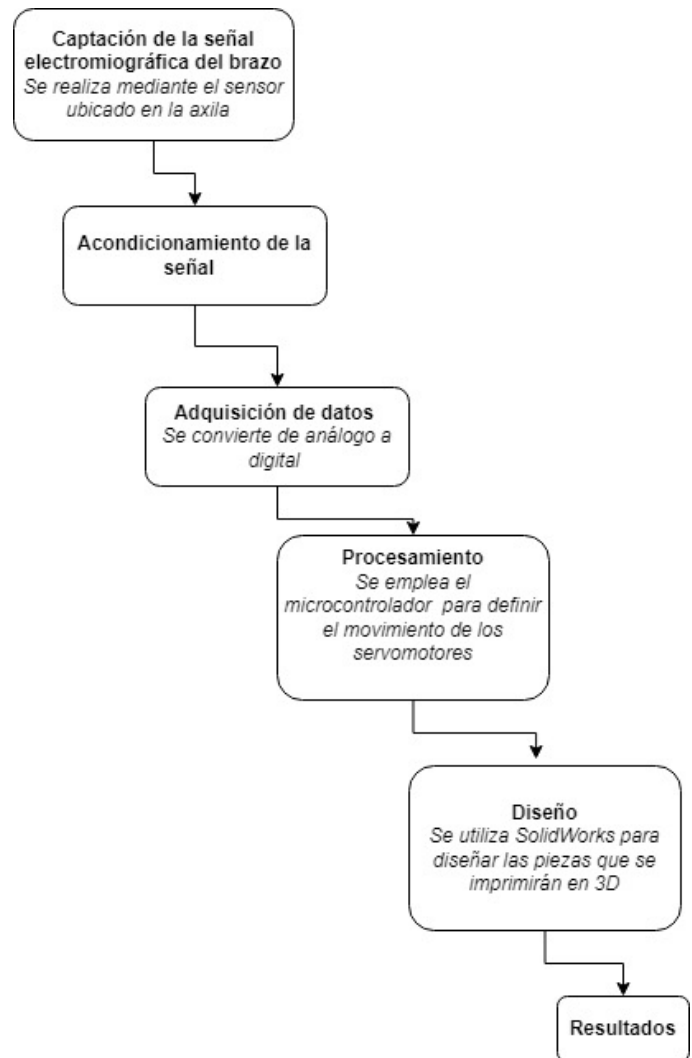 Captación de la señal
electromiográfica del brazo
Se realiza mediante el sensor
ubicado en la axila
Acondicionamiento de la
señal
Adquisición de datos
Se convierte de análogo a
digital
Procesamiento
Se emplea el
microcontrolador para definir
el movimiento de los
servomotores
Diseño
Se utiliza SolidWorks para
diseñar las piezas que se
imprimirán en 3D
Resultados